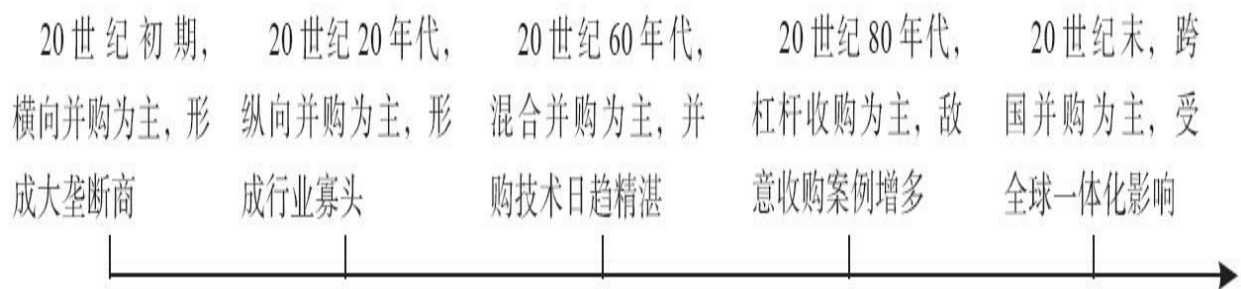 20世纪初期，
横向并购为主，形
成大垄断商
20世纪20年代，
纵向并购为主，形
成行业寡头
20世纪60年代，
混合并购为主，并
购技术日趋精湛
20世纪80年代，
杠杆收购为主，敌
意收购案例增多
20世纪末，跨
国并购为主，受
全球一体化影响